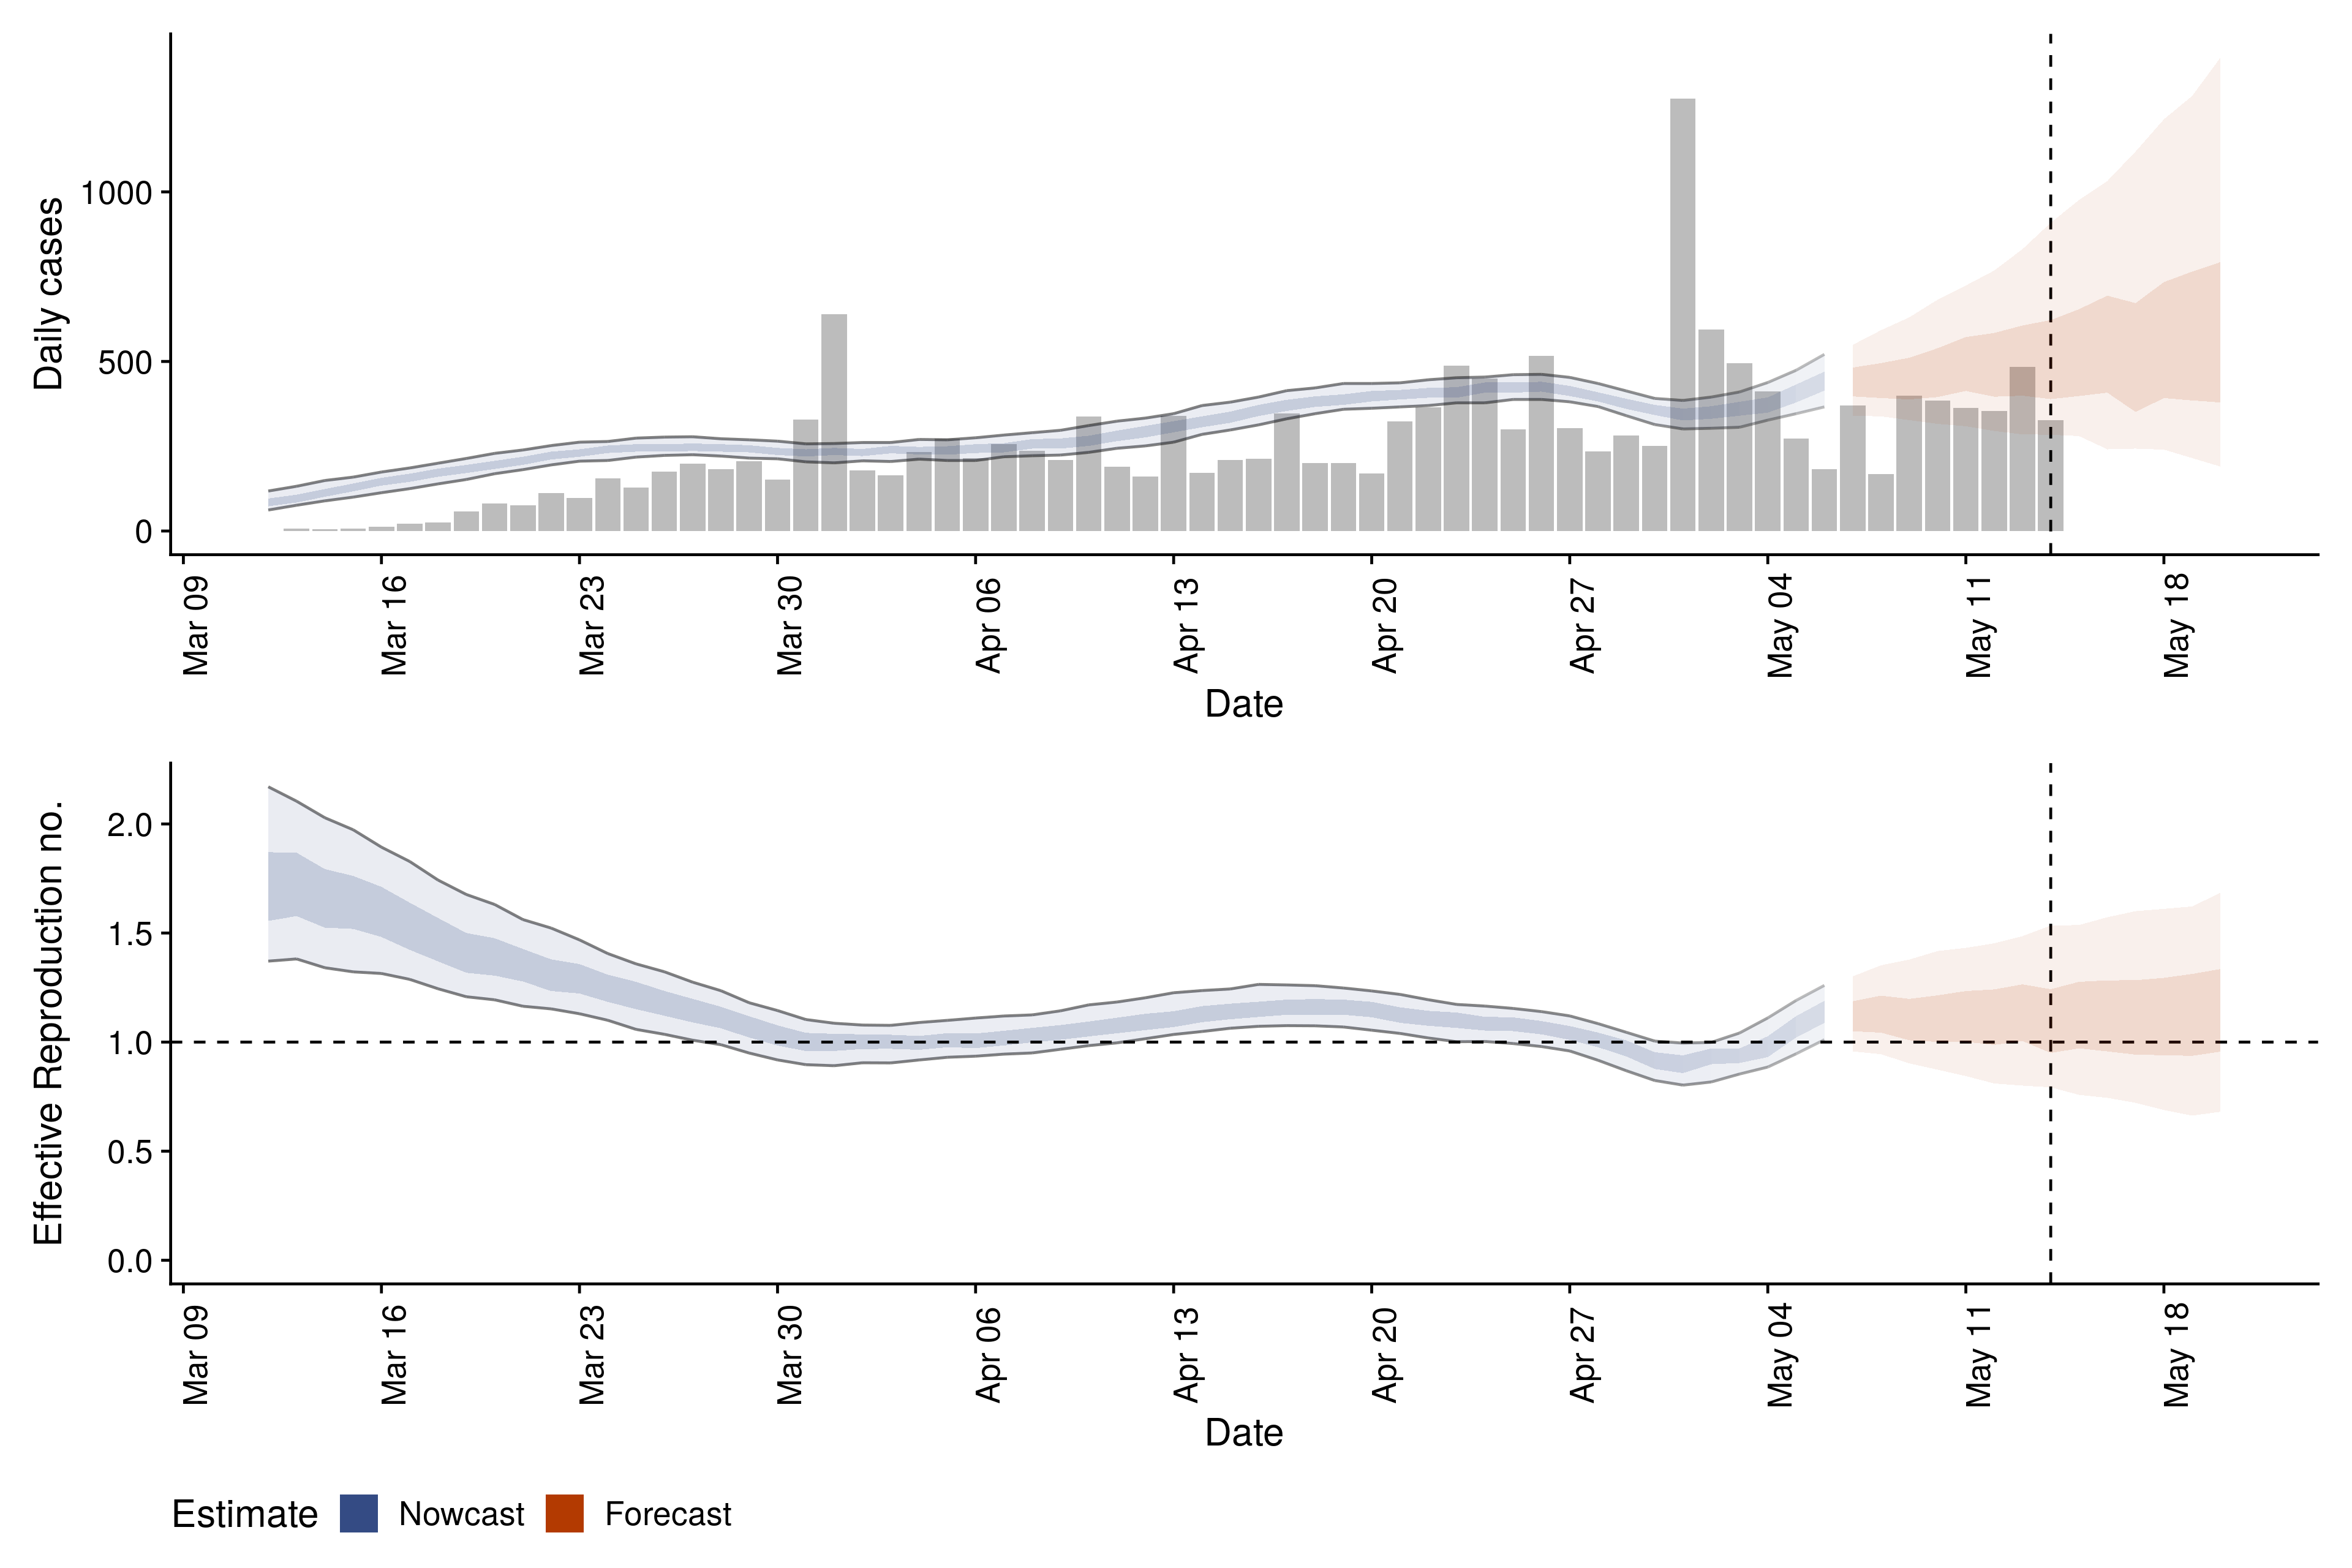 Daily cases
1000
500
0
Mar 09
Mar 16
Mar 23
Mar 30
Apr 06
Apr 13
Apr 20
Apr 27
May 04
May 11
May 18
Date
Effective Reproduction no.
2.0
1.5
1.0
0.5
0.0
Mar 09
Mar 16
Mar 23
Mar 30
Apr 06
Apr 13
Apr 20
Apr 27
May 04
May 11
May 18
Date
Estimate Nowcast Forecast